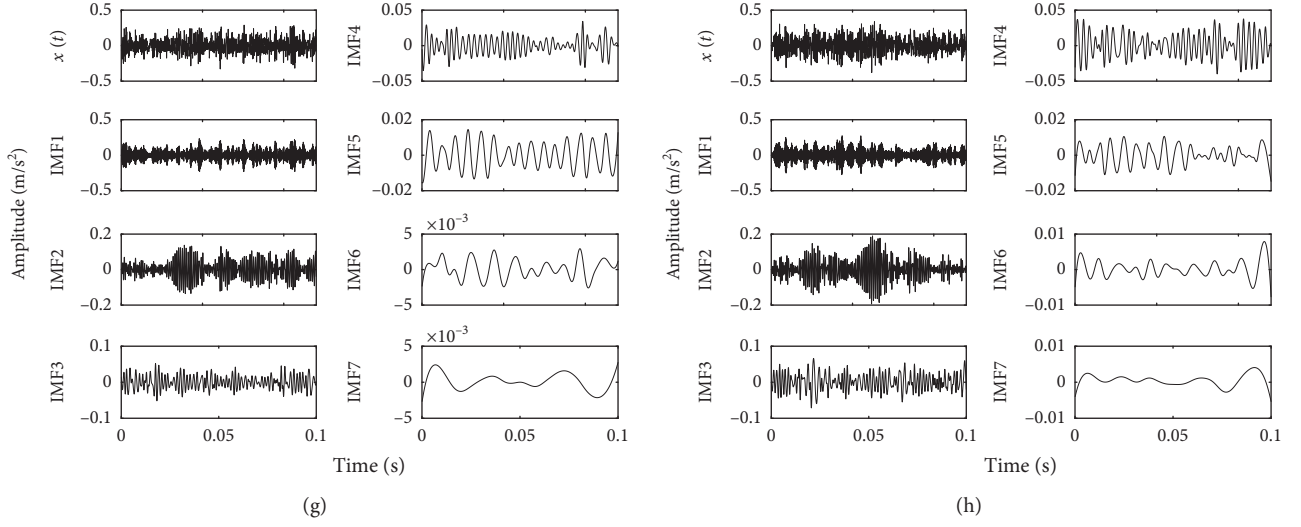 Amplitude (m/s²)
x (t)
0.5
0
–0.5
IMF4
0.05
0
–0.05
IMF1
0.5
0
–0.5
IMF5
0.02
0
–0.02
IMF2
0.2
0
–0.2
IMF6
×10⁻³
5
0
–5
IMF3
0.1
0
–0.1
IMF7
×10⁻³
5
0
–5
0 0.05 0.1
0 0.05 0.1
Time (s)
(g)
Amplitude (m/s²)
x (t)
0.5
0
–0.5
IMF4
0.05
0
–0.05
IMF1
0.5
0
–0.5
IMF5
0.02
0
–0.02
IMF2
0.2
0
–0.2
IMF6
0.01
0
–0.01
IMF3
0.1
0
–0.1
IMF7
0.01
0
–0.01
0 0.05 0.1
0 0.05 0.1
Time (s)
(h)